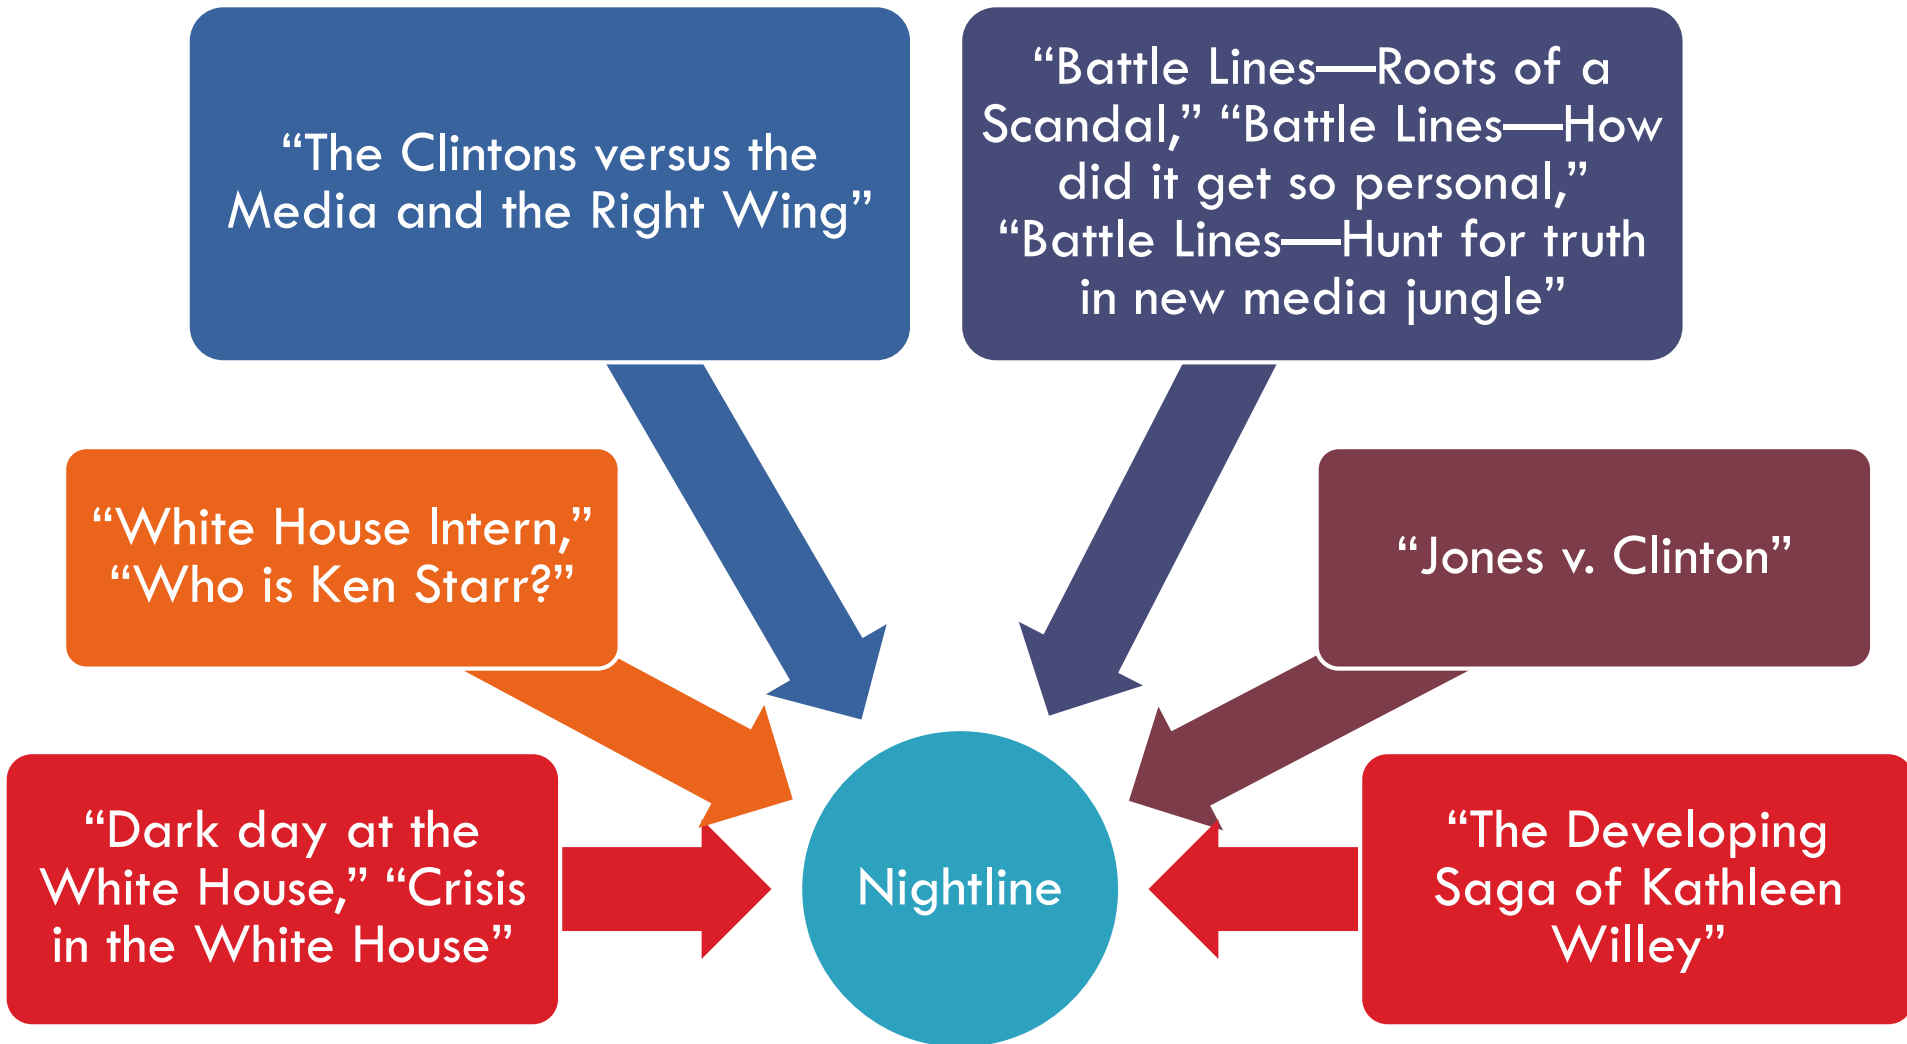 “The Clintons versus the
Media and the Right Wing”
“Battle Lines—Roots of a
Scandal,” “Battle Lines—How
did it get so personal,”
“Battle Lines—Hunt for truth
in new media jungle”
“White House Intern,”
“Who is Ken Starr?”
“Jones v. Clinton”
“Dark day at the
White House,” “Crisis
in the White House”
Nightline
“The Developing
Saga of Kathleen
Willey”